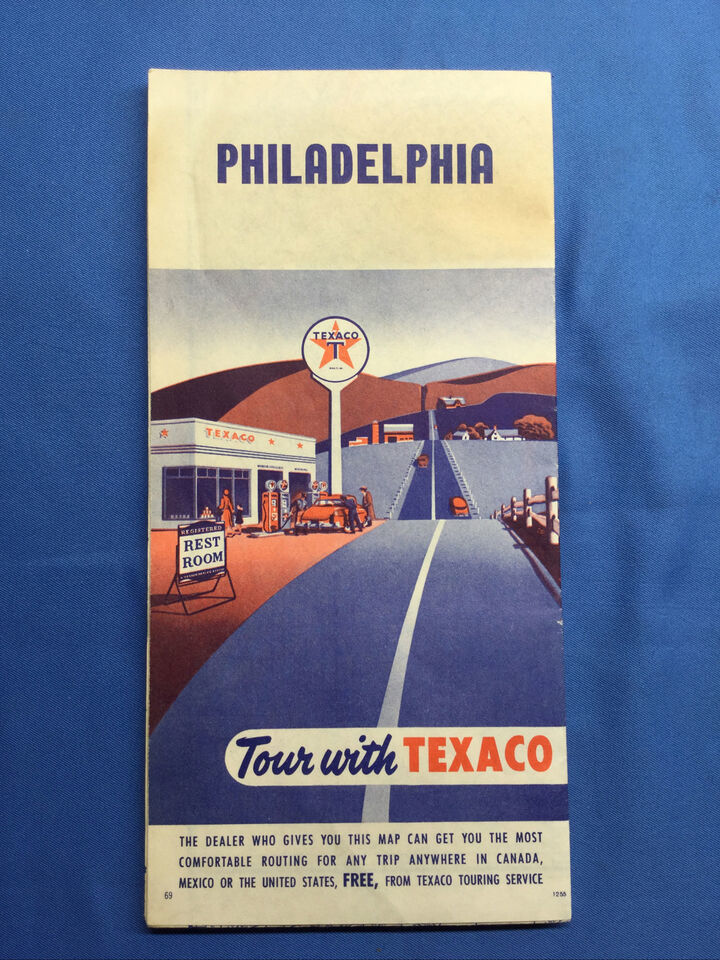 PHILADELPHIA
TEXACO
T
TEXACO
REGISTERED
REST
ROOM
Tour with TEXACO
THE DEALER WHO GIVES YOU THIS MAP CAN GET YOU THE MOST
COMFORTABLE ROUTING FOR ANY TRIP ANYWHERE IN CANADA,
MEXICO OR THE UNITED STATES, FREE, FROM TEXACO TOURING SERVICE
69
1255